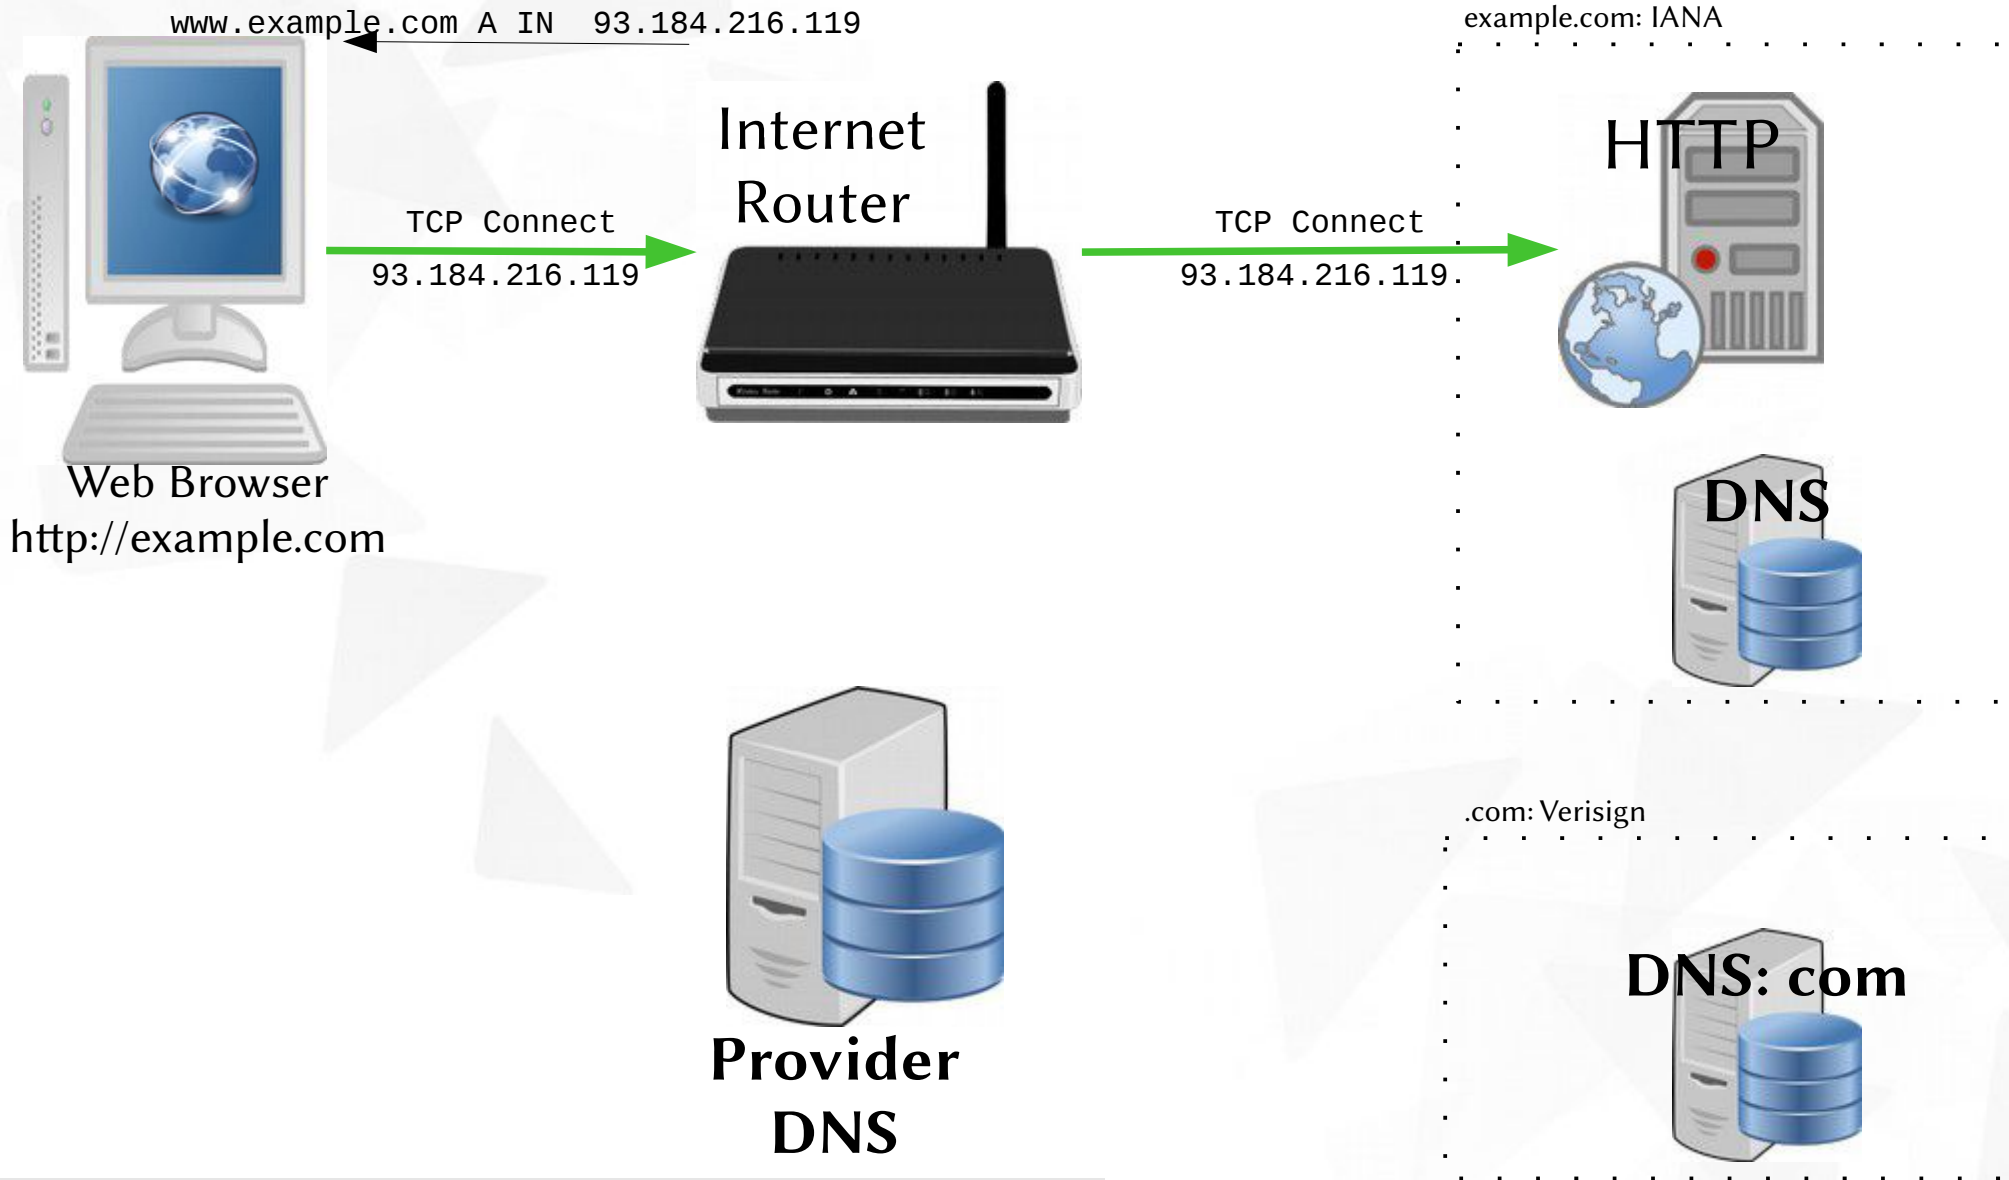 www.example.com A IN  93.184.216.119
example.com: IANA
Internet
Router
HTTP
TCP Connect
93.184.216.119
TCP Connect
93.184.216.119
Web Browser
http://example.com
DNS
.com: Verisign
DNS: com
Provider
DNS